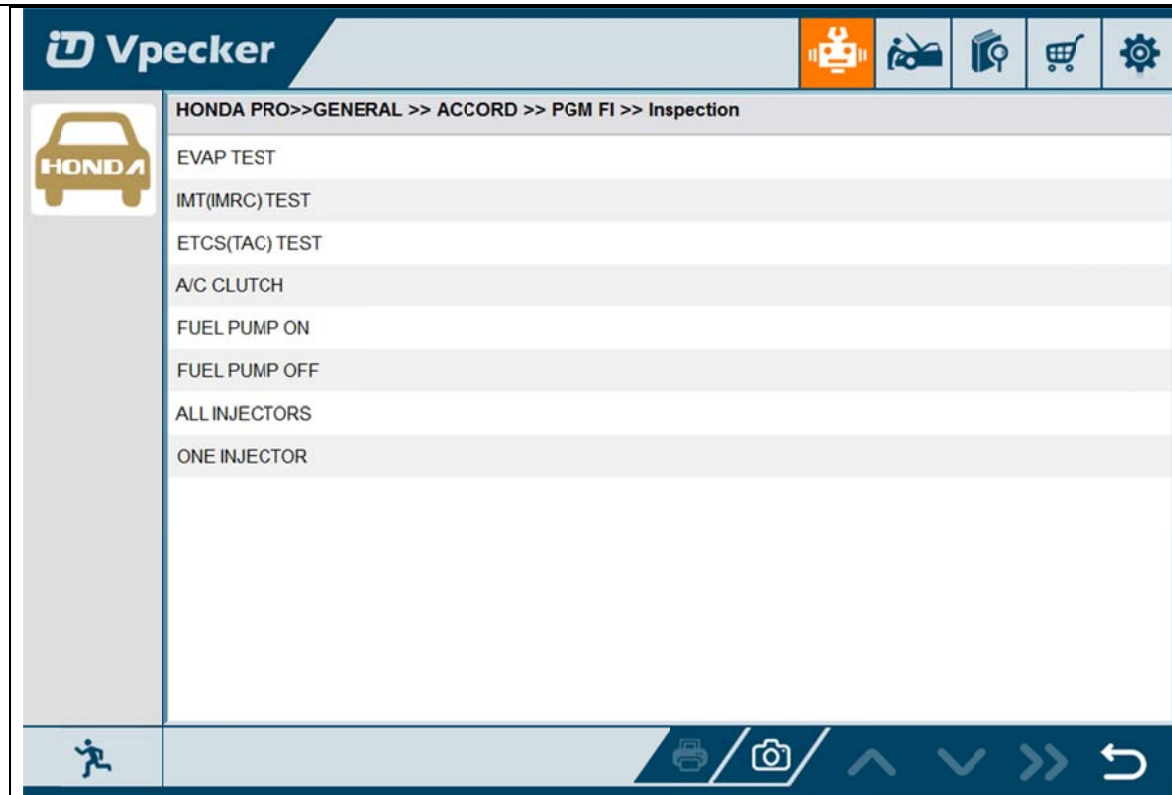 Vpecker
HONDA PRO>>GENERAL >> ACCORD >> PGM FI >> Inspection
HONDA
EVAP TEST
IMT(IMRC)TEST
ETCS(TAC) TEST
A/C CLUTCH
FUEL PUMP ON
FUEL PUMP OFF
ALL INJECTORS
ONE INJECTOR